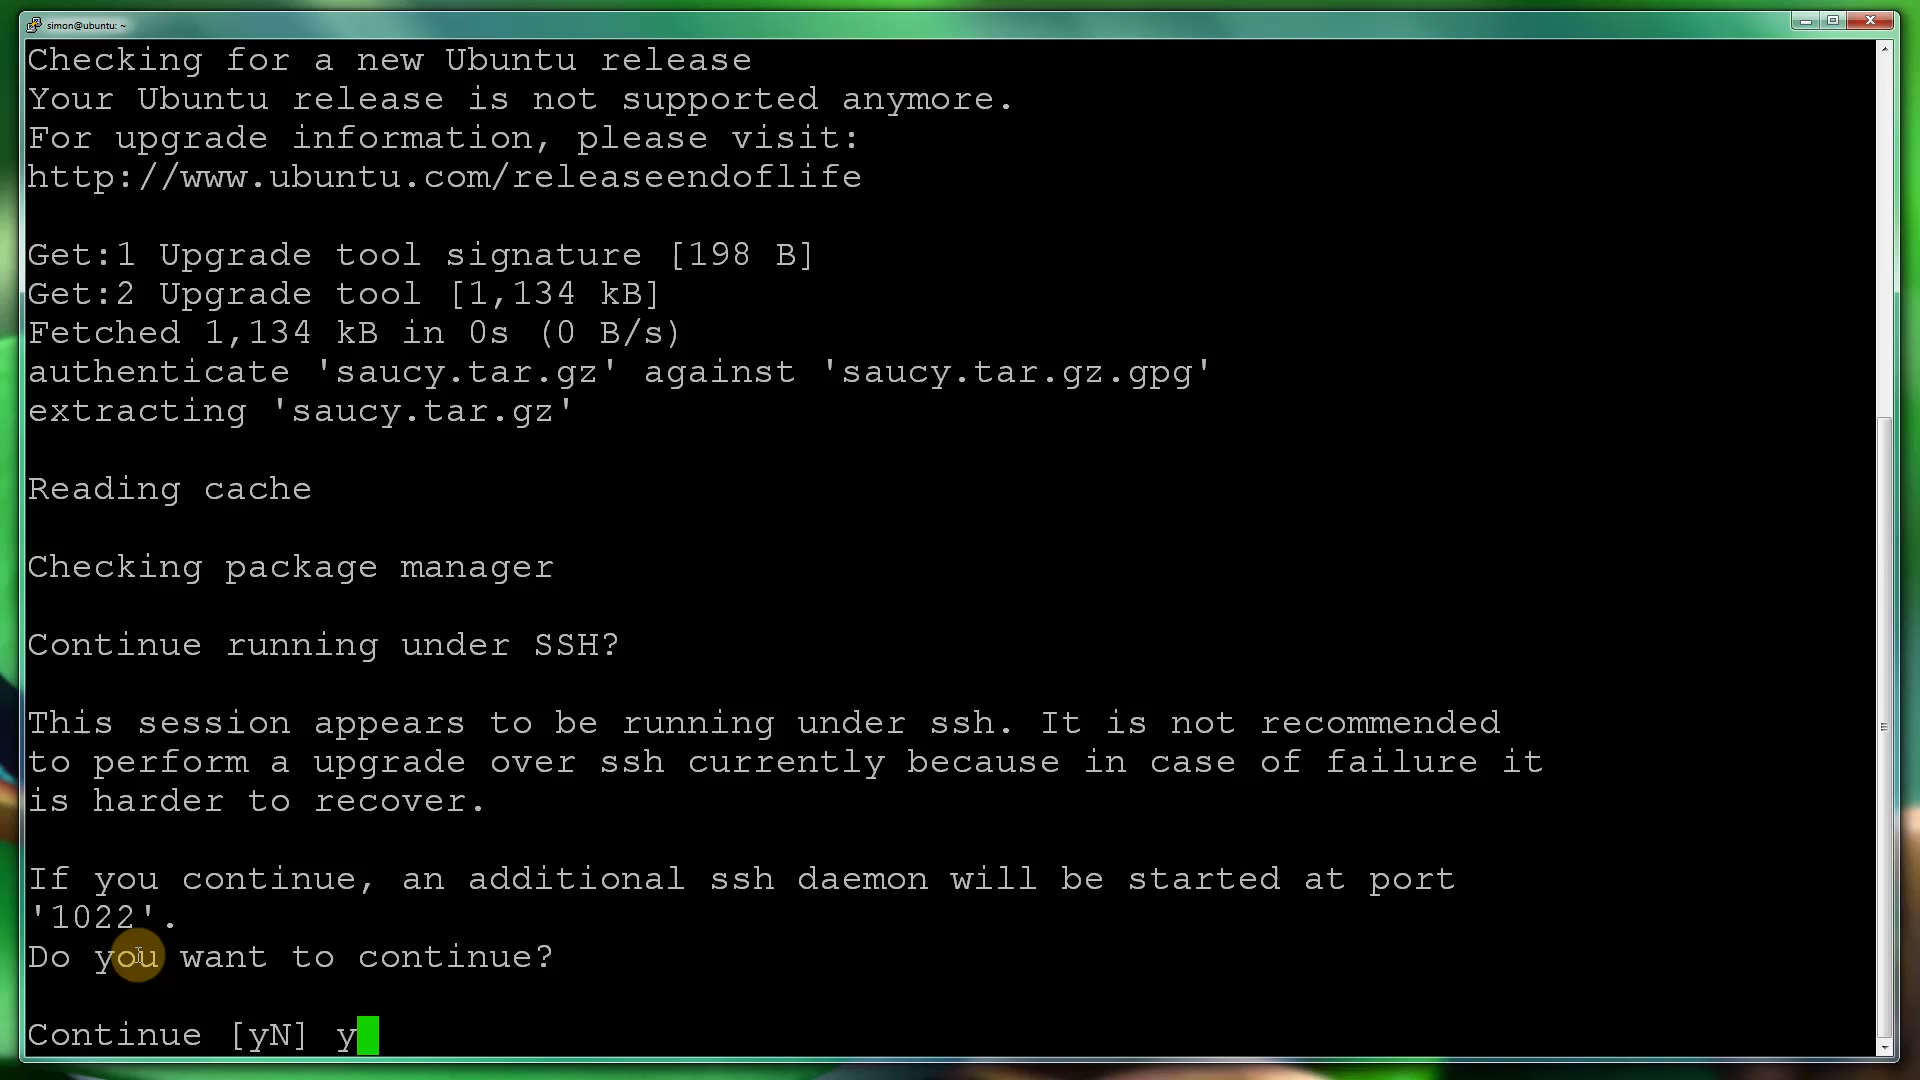 simon@ubuntu: ~
Checking for a new Ubuntu release
Your Ubuntu release is not supported anymore.
For upgrade information, please visit:
http://www.ubuntu.com/releaseendoflife
Get:1 Upgrade tool signature [198 B]
Get:2 Upgrade tool [1,134 kB]
Fetched 1,134 kB in 0s (0 B/s)
authenticate 'saucy.tar.gz' against 'saucy.tar.gz.gpg'
extracting 'saucy.tar.gz'
Reading cache
Checking package manager
Continue running under SSH?
This session appears to be running under ssh. It is not recommended
to perform a upgrade over ssh currently because in case of failure it
is harder to recover.
If you continue, an additional ssh daemon will be started at port
'1022'.
Do you want to continue?
Continue [yN] y